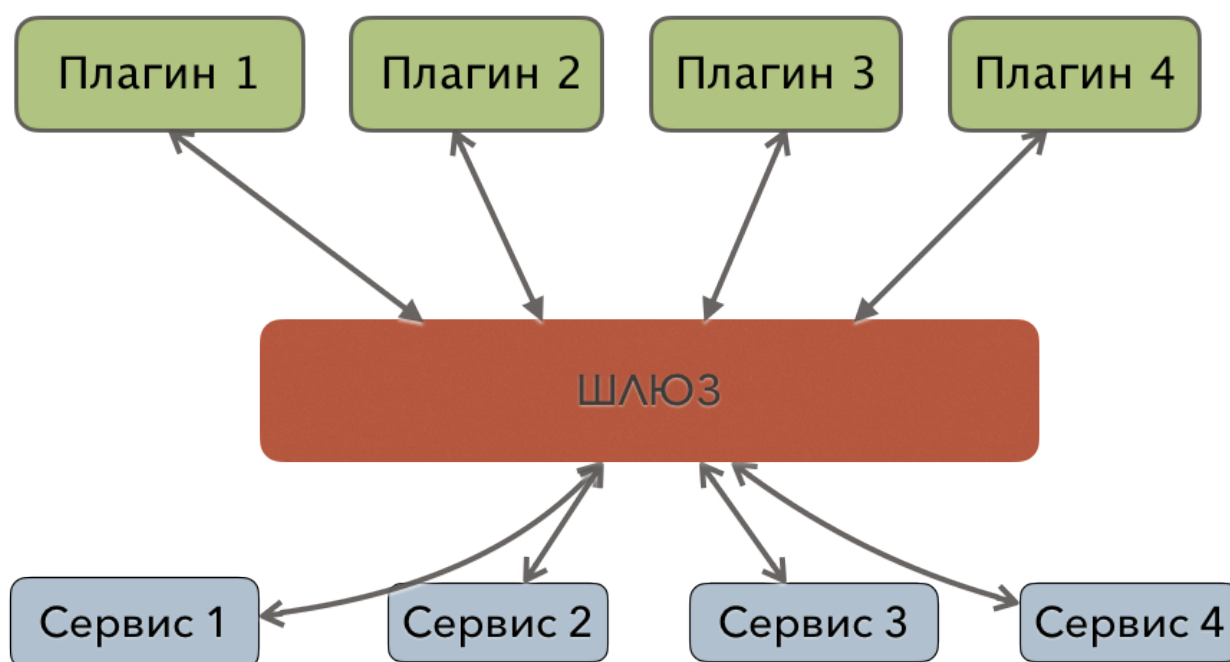 Плагин 1
Плагин 2
Плагин 3
Плагин 4
ШЛЮЗ
Сервис 1
Сервис 2
Сервис 3
Сервис 4